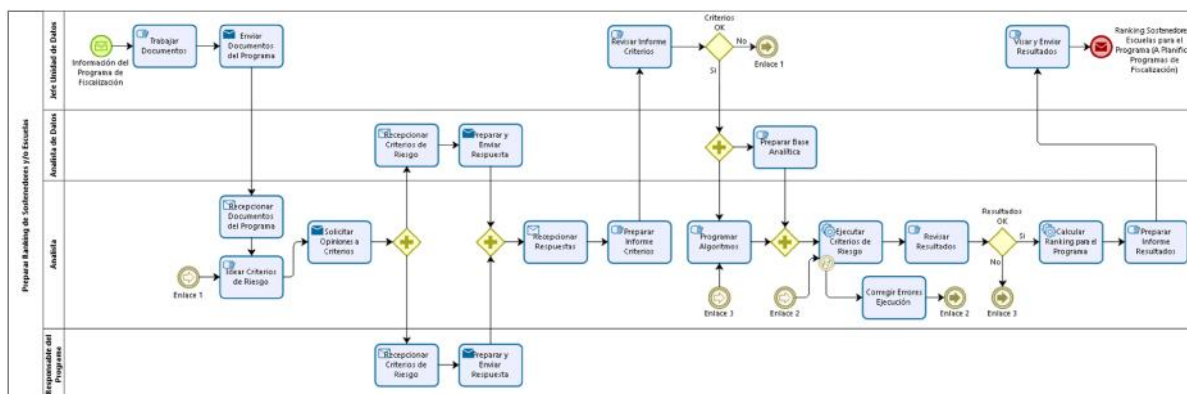 Preparar Ranking de Sostenedores y/o Escuelas
Jefe Unidad de Datos
Información del
Programa de
Fiscalización
Trabajar
Documentos
Enviar
Documentos
del Programa
Revisar Informe
Criterios
Criterios
OK
No
Si
Enlace 1
Visar y Enviar
Resultados
Ranking Sostenedores
Escuelas para el
Programa (A Planific
Programas de
Fiscalización)
Analista de Datos
Recepcionar
Criterios de
Riesgo
Preparar y
Enviar
Respuesta
Preparar Base
Analítica
Analista
Recepcionar
Documentos
del Programa
Enlace 1
Idear Criterios
de Riesgo
Solicitar
Opiniones a
Criterios
Recepcionar
Respuestas
Preparar
Informe
Criterios
Programar
Algoritmos
Enlace 3
Enlace 2
Ejecutar
Criterios de
Riesgo
Corregir Errores
Ejecución
Enlace 2
Revisar
Resultados
Resultados
OK
Si
No
Enlace 3
Calcular
Ranking para el
Programa
Preparar
Informe
Resultados
Responsable del
Programa
Recepcionar
Criterios de
Riesgo
Preparar y
Enviar
Respuesta